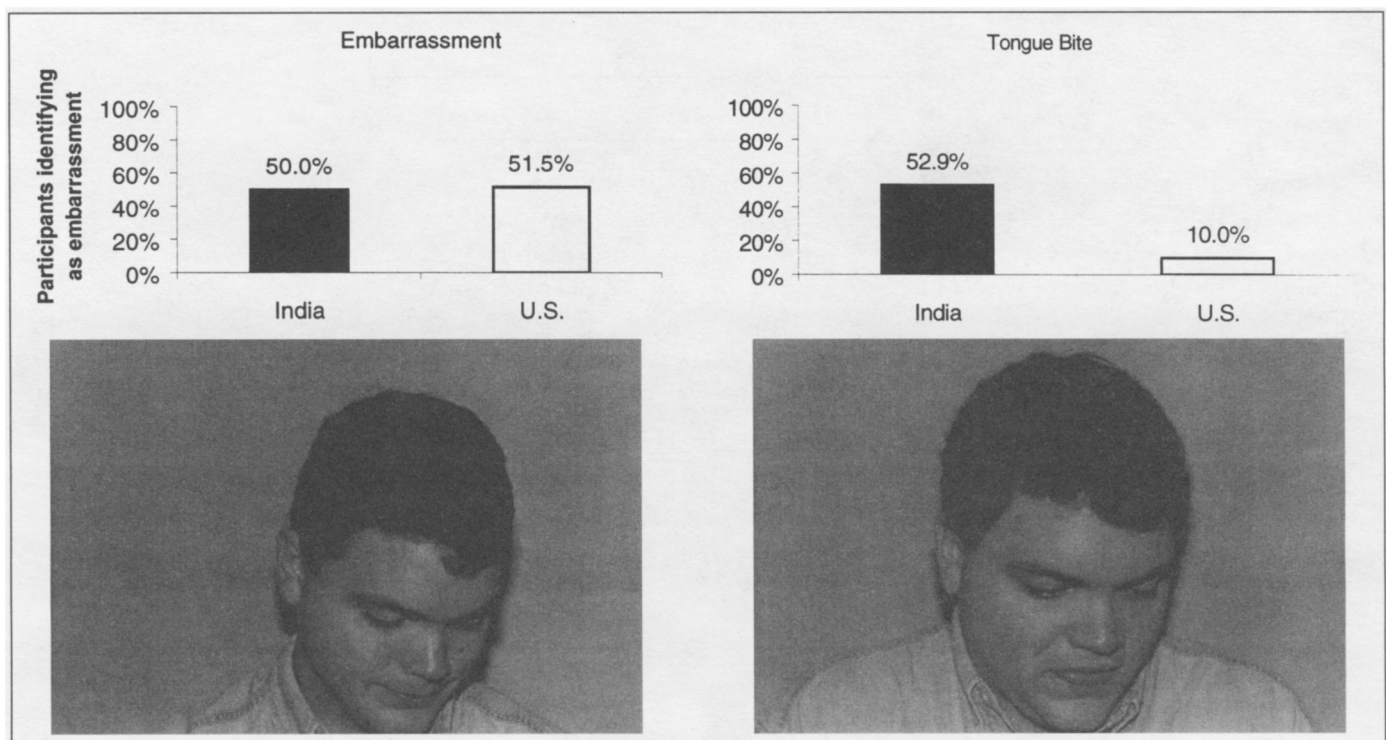 Embarrassment
Participants identifying
as embarrassment
100%
80%
60%
40%
20%
0%
50.0%
51.5%
India
U.S.
Tongue Bite
100%
80%
60%
40%
20%
0%
52.9%
10.0%
India
U.S.